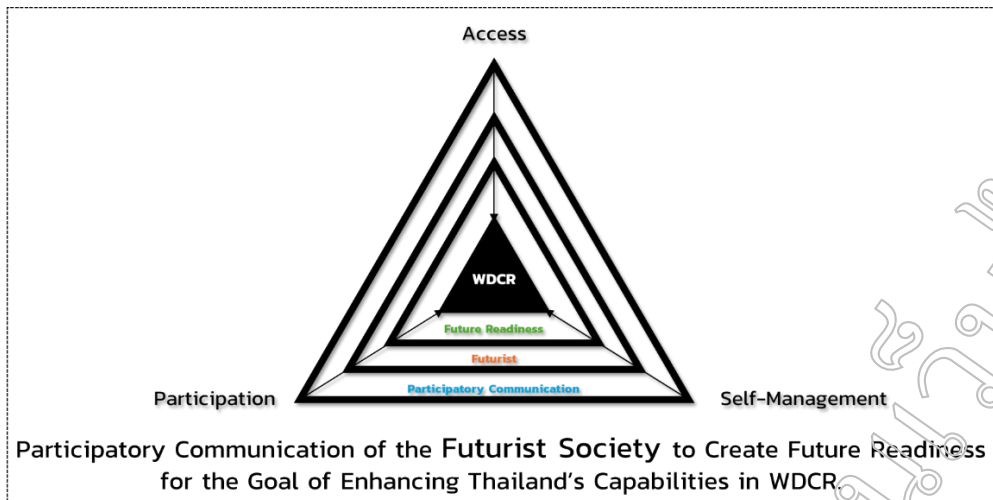 Access
WDCR
Future Readiness
Futurist
Participatory Communication
Participation
Self-Management
Participatory Communication of the Futurist Society to Create Future Readiness
for the Goal of Enhancing Thailand's Capabilities in WDCR.